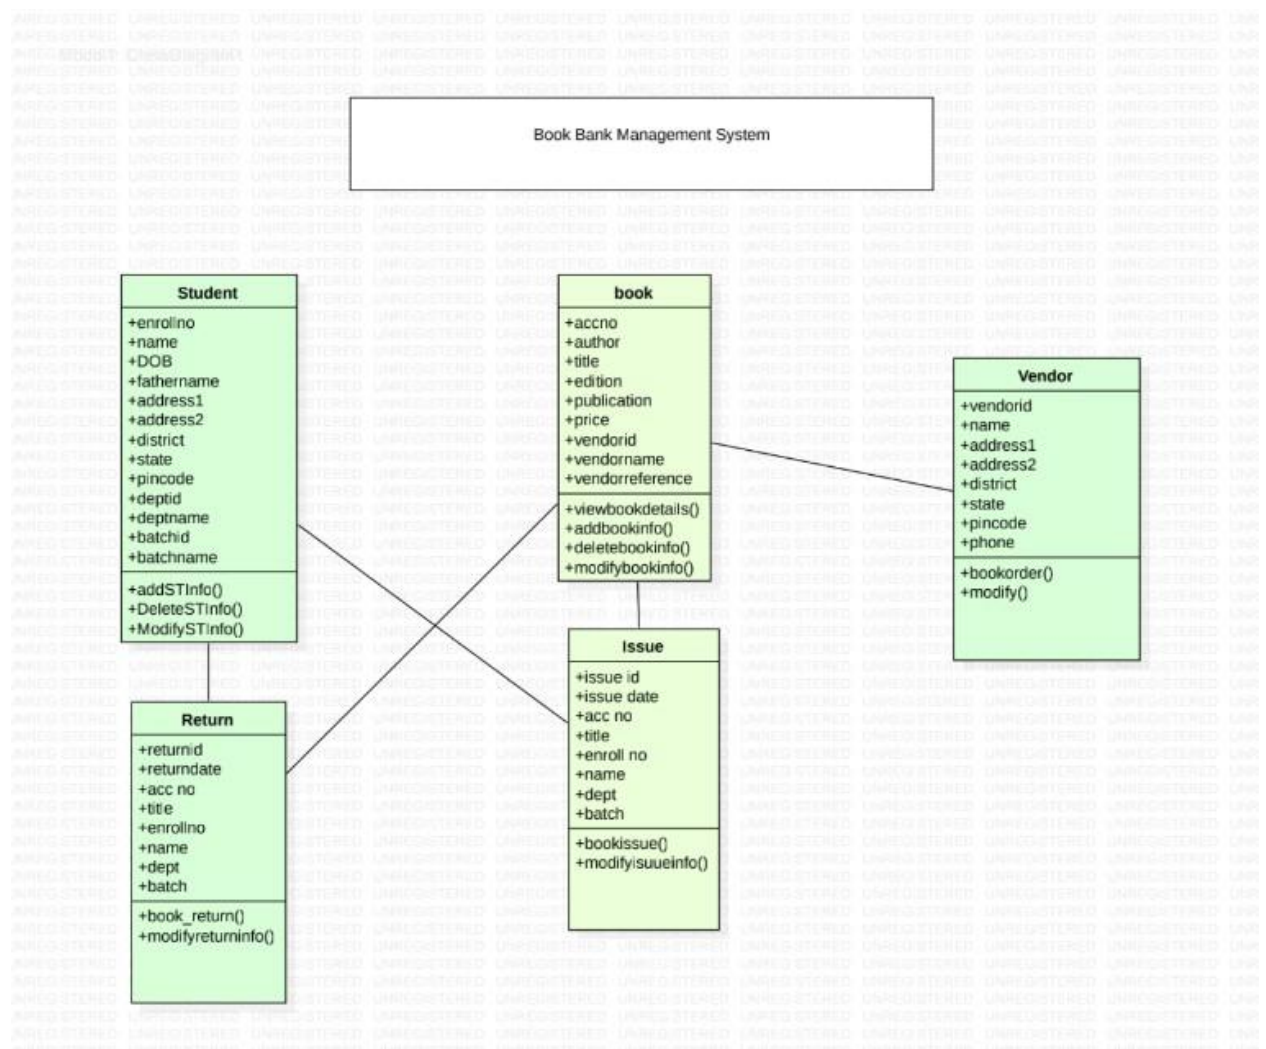 Book Bank Management System
Student
+enrollno
+name
+DOB
+fathername
+address1
+address2
+district
+state
+pincode
+deptid
+deptname
+batchid
+batchname
+addSTInfo()
+DeleteSTInfo()
+ModifySTInfo()
book
+accno
+author
+title
+edition
+publication
+price
+vendorid
+vendorname
+vendorreference
+viewbookdetails()
+addbookinfo()
+deletebookinfo()
+modifybookinfo()
Vendor
+vendorid
+name
+address1
+address2
+district
+state
+pincode
+phone
+bookorder()
+modify()
Return
+returnid
+returndate
+acc no
+title
+enrollno
+name
+dept
+batch
+book_return()
+modifyreturninfo()
Issue
+issue id
+issue date
+acc no
+title
+enroll no
+name
+dept
+batch
+bookissue()
+modifyisuueinfo()